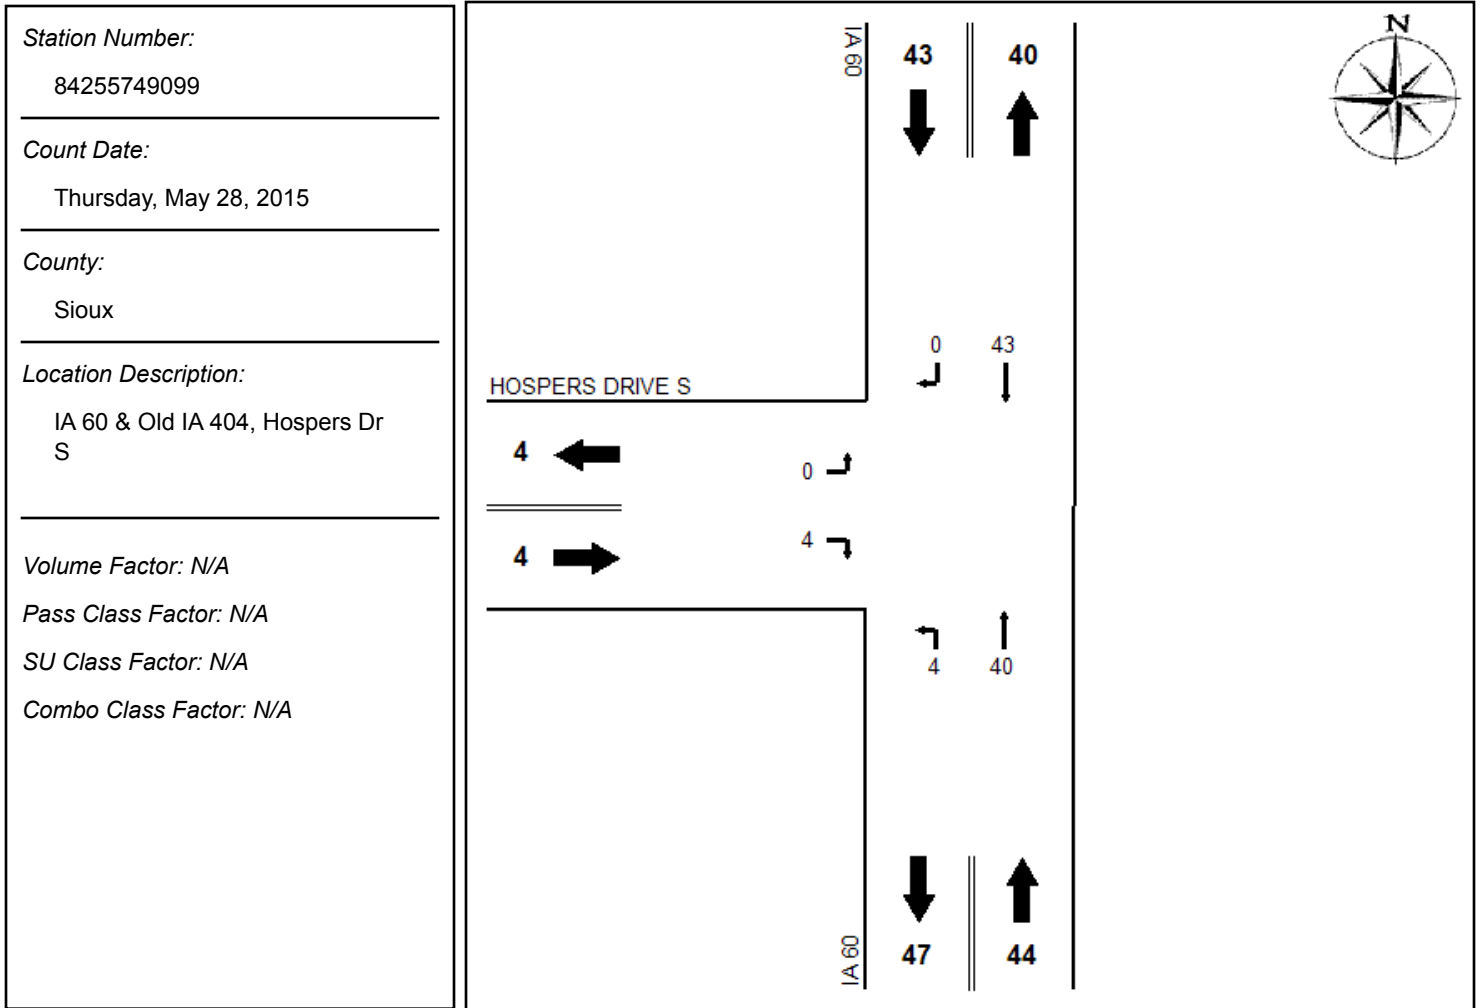 Station Number:
84255749099
Count Date:
Thursday, May 28, 2015
County:
Sioux
Location Description:
IA 60 & Old IA 404, Hospers Dr
S
Volume Factor: N/A
Pass Class Factor: N/A
SU Class Factor: N/A
Combo Class Factor: N/A
N
IA 60
43 40
0 43
HOSPERS DRIVE S
4
0
4
4
4 40
IA 60
47 44